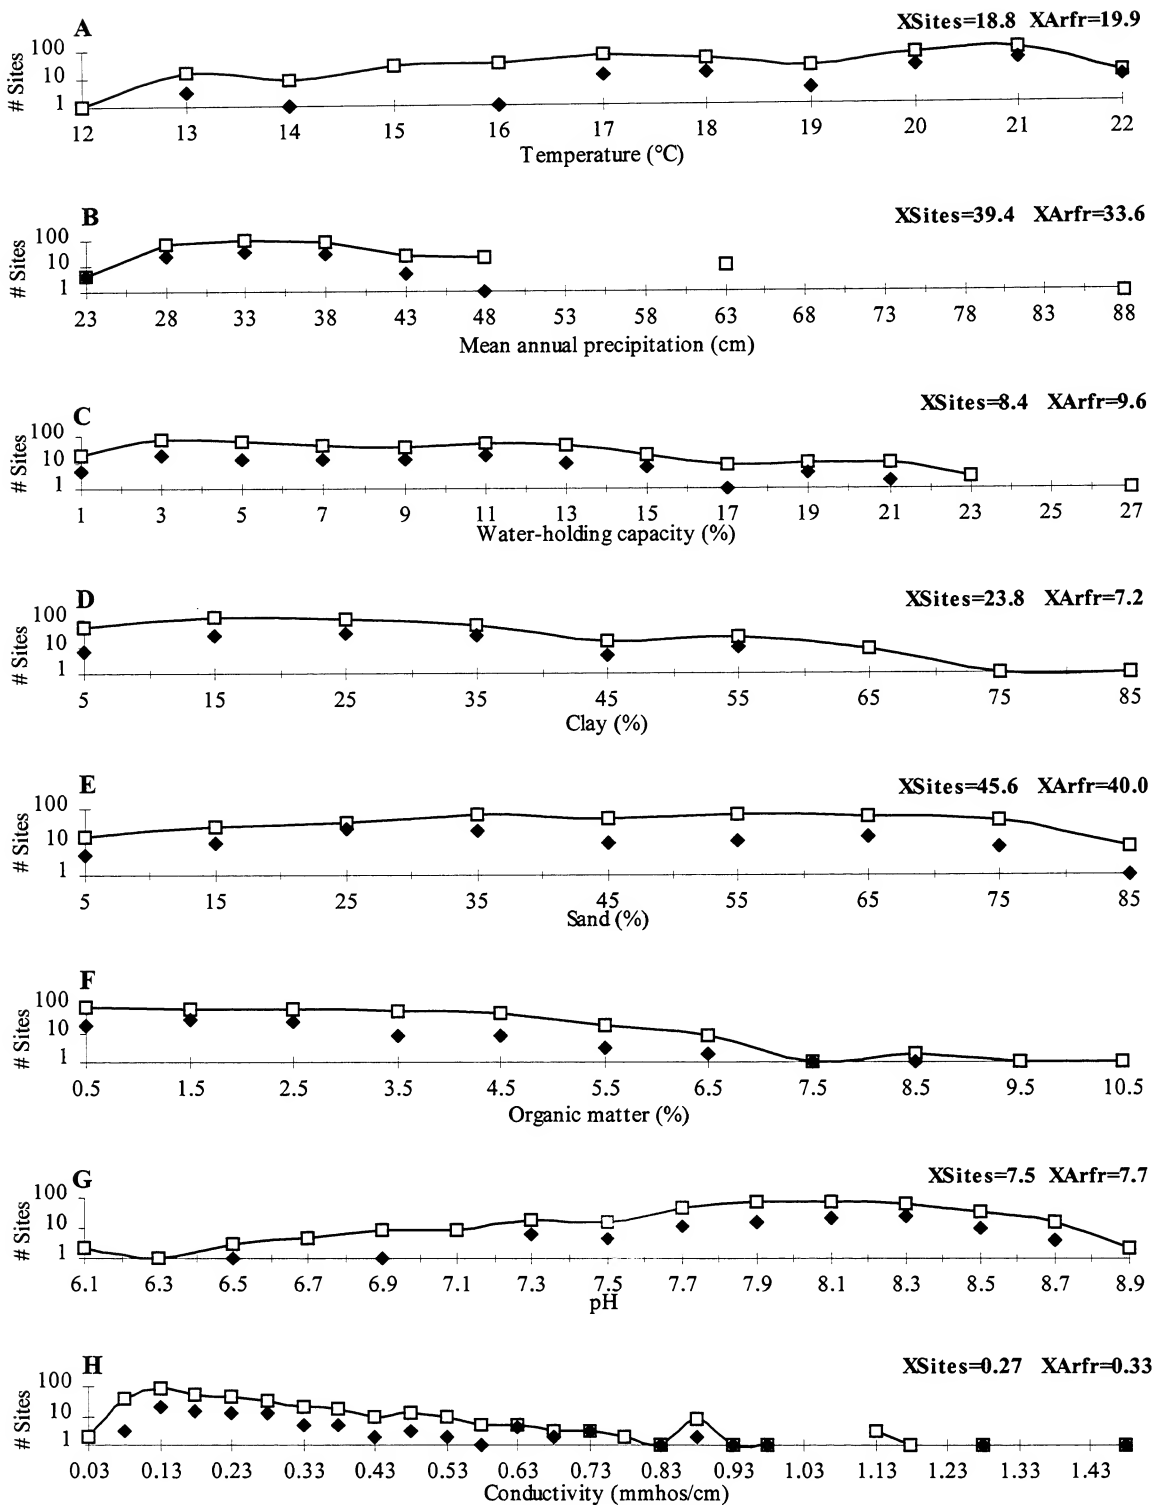 A
XSites=18.8 XArfr=19.9
# Sites
100
10
1
12 13 14 15 16 17 18 19 20 21 22
Temperature (°C)
B
XSites=39.4 XArfr=33.6
# Sites
100
10
1
23 28 33 38 43 48 53 58 63 68 73 78 83 88
Mean annual precipitation (cm)
C
XSites=8.4 XArfr=9.6
# Sites
100
10
1
1 3 5 7 9 11 13 15 17 19 21 23 25 27
Water-holding capacity (%)
D
XSites=23.8 XArfr=7.2
# Sites
100
10
1
5 15 25 35 45 55 65 75 85
Clay (%)
E
XSites=45.6 XArfr=40.0
# Sites
100
10
1
5 15 25 35 45 55 65 75 85
Sand (%)
F
# Sites
100
10
1
0.5 1.5 2.5 3.5 4.5 5.5 6.5 7.5 8.5 9.5 10.5
Organic matter (%)
G
XSites=7.5 XArfr=7.7
# Sites
100
10
1
6.1 6.3 6.5 6.7 6.9 7.1 7.3 7.5 7.7 7.9 8.1 8.3 8.5 8.7 8.9
pH
H
XSites=0.27 XArfr=0.33
# Sites
100
10
1
0.03 0.13 0.23 0.33 0.43 0.53 0.63 0.73 0.83 0.93 1.03 1.13 1.23 1.33 1.43
Conductivity (mmhos/cm)